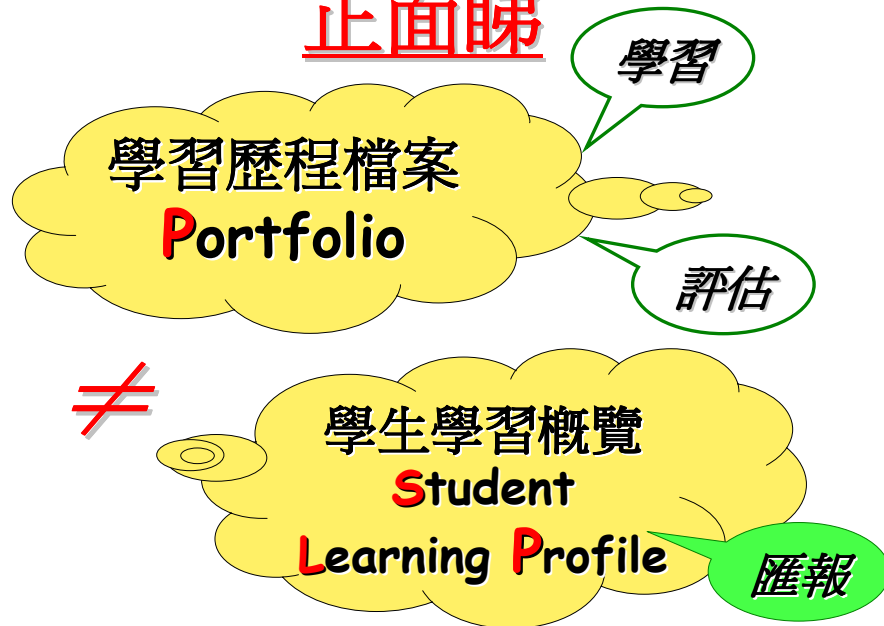 正面睇
學習
學習歷程檔案
Portfolio
評估
≠
學生學習概覽
Student
Learning Profile
匯報